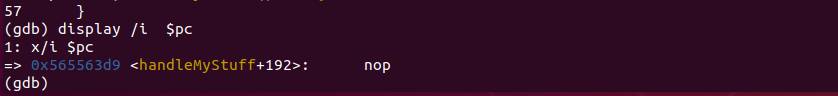 57 }
(gdb) display /i $pc
1: x/i $pc
=> 0x565563d9 <handleMyStuff+192>: nop
(gdb)